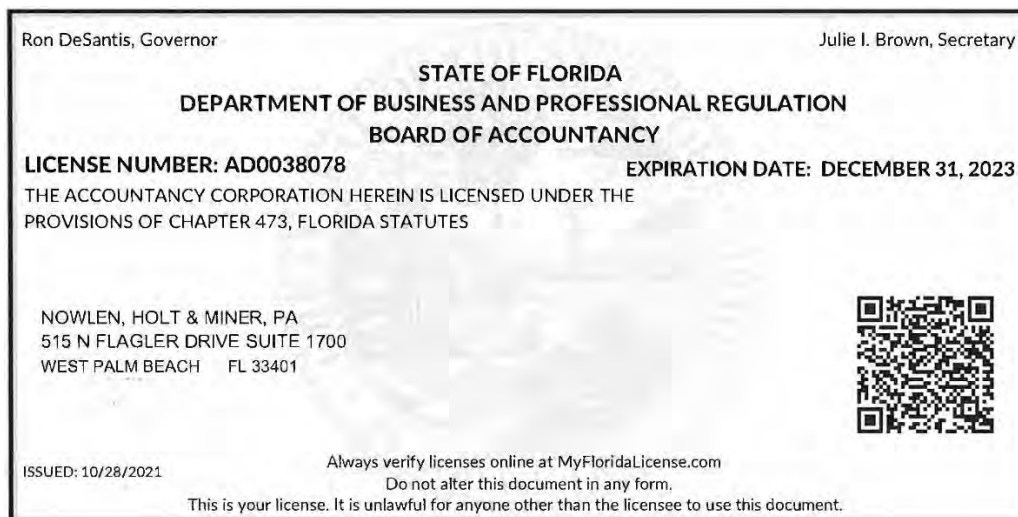 Ron DeSantis, Governor
Julie I. Brown, Secretary
STATE OF FLORIDA
DEPARTMENT OF BUSINESS AND PROFESSIONAL REGULATION
BOARD OF ACCOUNTANCY
LICENSE NUMBER: AD0038078
EXPIRATION DATE: DECEMBER 31, 2023
THE ACCOUNTANCY CORPORATION HEREIN IS LICENSED UNDER THE
PROVISIONS OF CHAPTER 473, FLORIDA STATUTES
NOWLEN, HOLT & MINER, PA
515 N FLAGLER DRIVE SUITE 1700
WEST PALM BEACH FL 33401
ISSUED: 10/28/2021
Always verify licenses online at MyFloridaLicense.com
Do not alter this document in any form.
This is your license. It is unlawful for anyone other than the licensee to use this document.